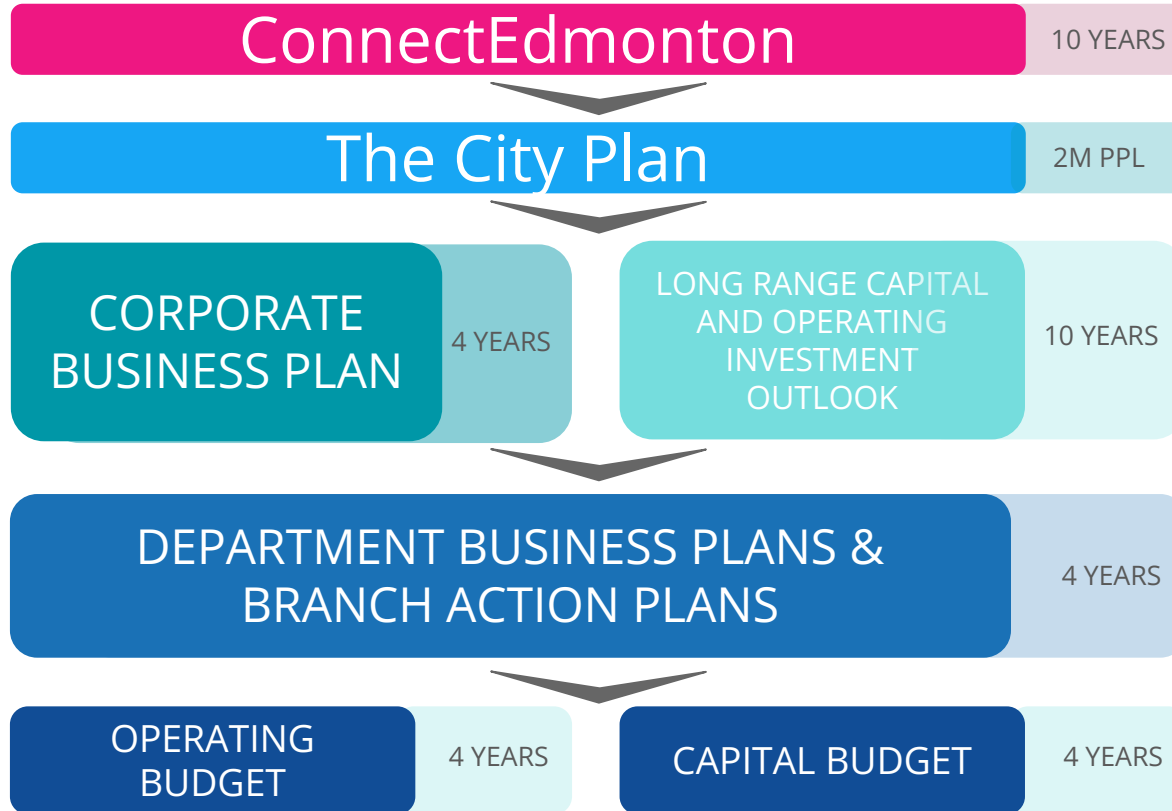 ConnectEdmonton
10 YEARS
The City Plan
2M PPL
CORPORATE
BUSINESS PLAN
4 YEARS
LONG RANGE CAPITAL
AND OPERATING
INVESTMENT
OUTLOOK
10 YEARS
DEPARTMENT BUSINESS PLANS &
BRANCH ACTION PLANS
4 YEARS
OPERATING
BUDGET
4 YEARS
CAPITAL BUDGET
4 YEARS